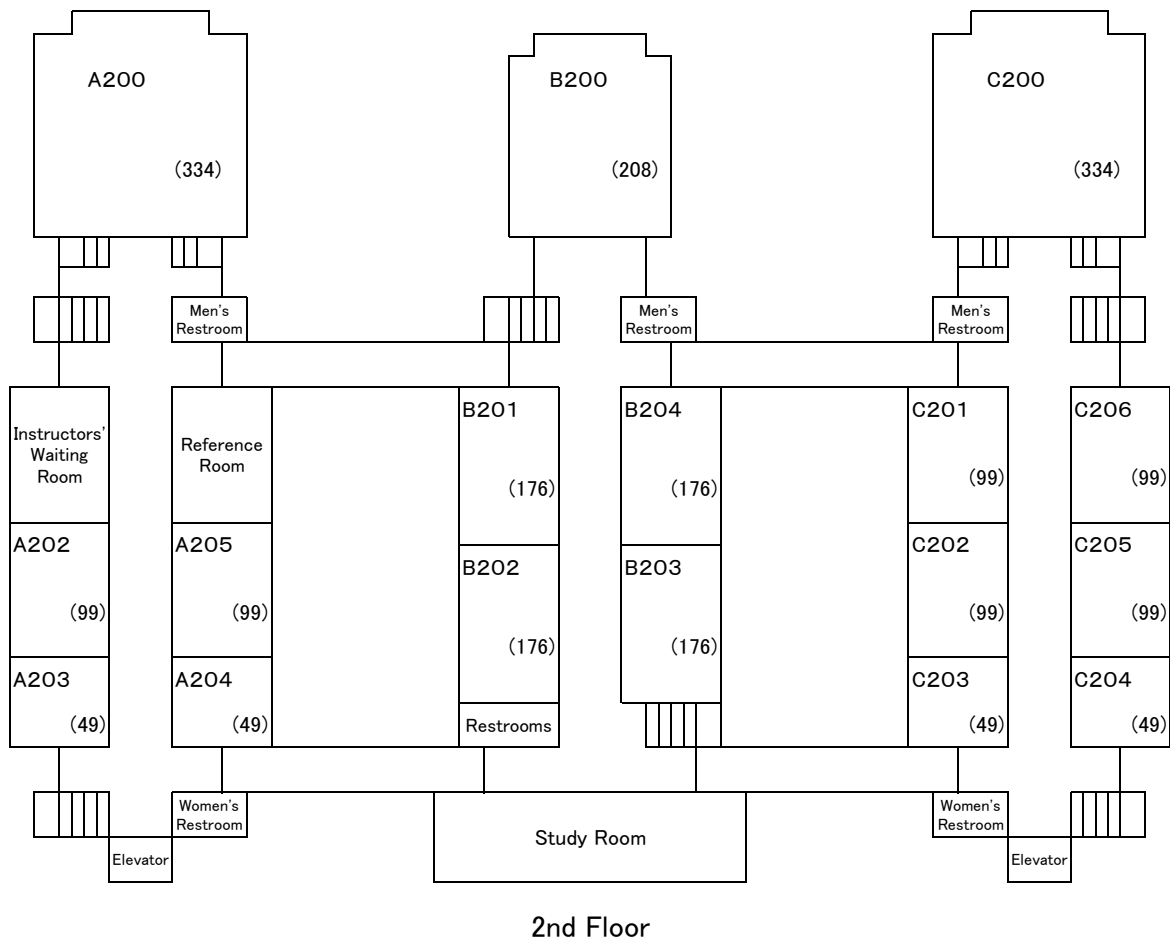 A200
(334)
B200
(208)
C200
(334)
Men's
Restroom
Men's
Restroom
Men's
Restroom
Instructors'
Waiting
Room
Reference
Room
B201
(176)
B204
(176)
C201
(99)
C206
(99)
A202
(99)
A205
(99)
B202
(176)
B203
(176)
C202
(99)
C205
(99)
A203
(49)
A204
(49)
Restrooms
C203
(49)
C204
(49)
Women's
Restroom
Elevator
Study Room
Women's
Restroom
Elevator
2nd Floor